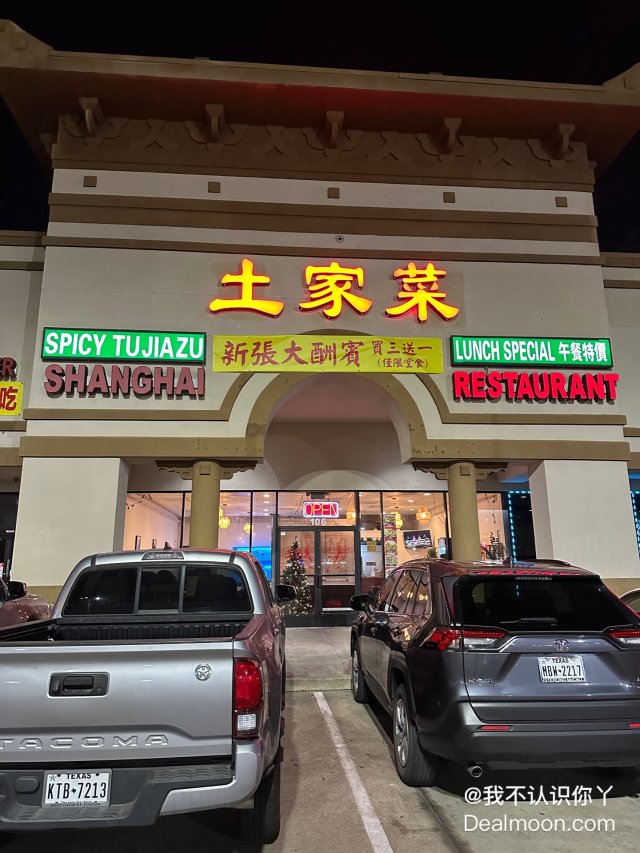 土家菜
SPICY TUJIAZU
新張大酬賓 買三送一
(僅限堂食)
LUNCH SPECIAL 午餐特價
SHANGHAI
RESTAURANT
吃
OPEN
106
TACOMA
TEXAS
KTB★7213
TEXAS
MBW★2217
@我不认识你丫
Dealmoon.com